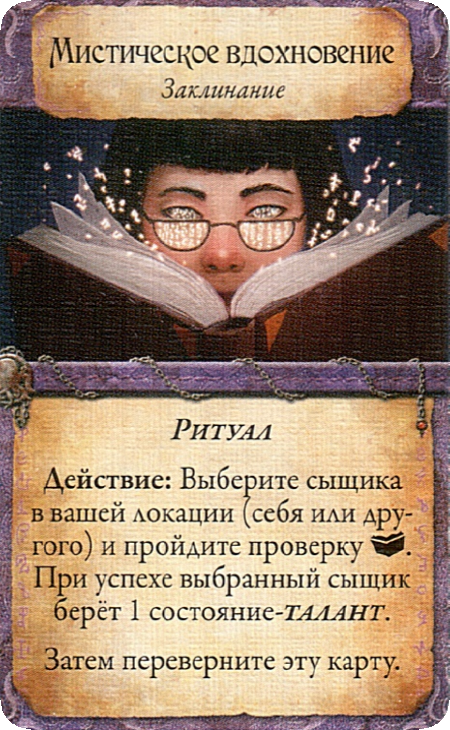 Мистическое вдохновение
Заклинание
Ритуал
Действие: Выберите сыщика
в вашей локации (себя или дру-
гого) и пройдите проверку .
При успехе выбранный сыщик
берёт 1 состояние-ТАЛАНТ.
Затем переверните эту карту.